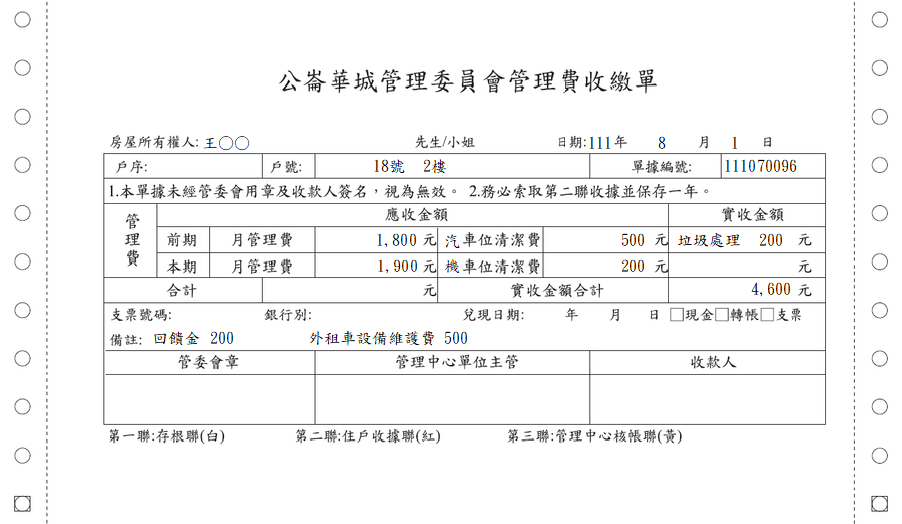 公崙華城管理委員會管理費收繳單
房屋所有權人: 王○○ 先生/小姐 日期:111年 8 月 1 日
戶序: 戶號: 18號 2樓 單據編號: 111070096
1.本單據未經管委會用章及收款人簽名，視為無效。 2.務必索取第二聯收據並保存一年。
管理費 應收金額 實收金額
前期 月管理費 1,800 元 汽車位清潔費 500 元 垃圾處理 200 元
本期 月管理費 1,900 元 機車位清潔費 200 元 元
合計 元 實收金額合計 4,600 元
支票號碼: 銀行別: 兌現日期: 年 月 日 □現金□轉帳□支票
備註: 回饋金 200 外租車設備維護費 500
管委會章 管理中心單位主管 收款人
第一聯:存根聯(白) 第二聯:住戶收據聯(紅) 第三聯:管理中心核帳聯(黃)